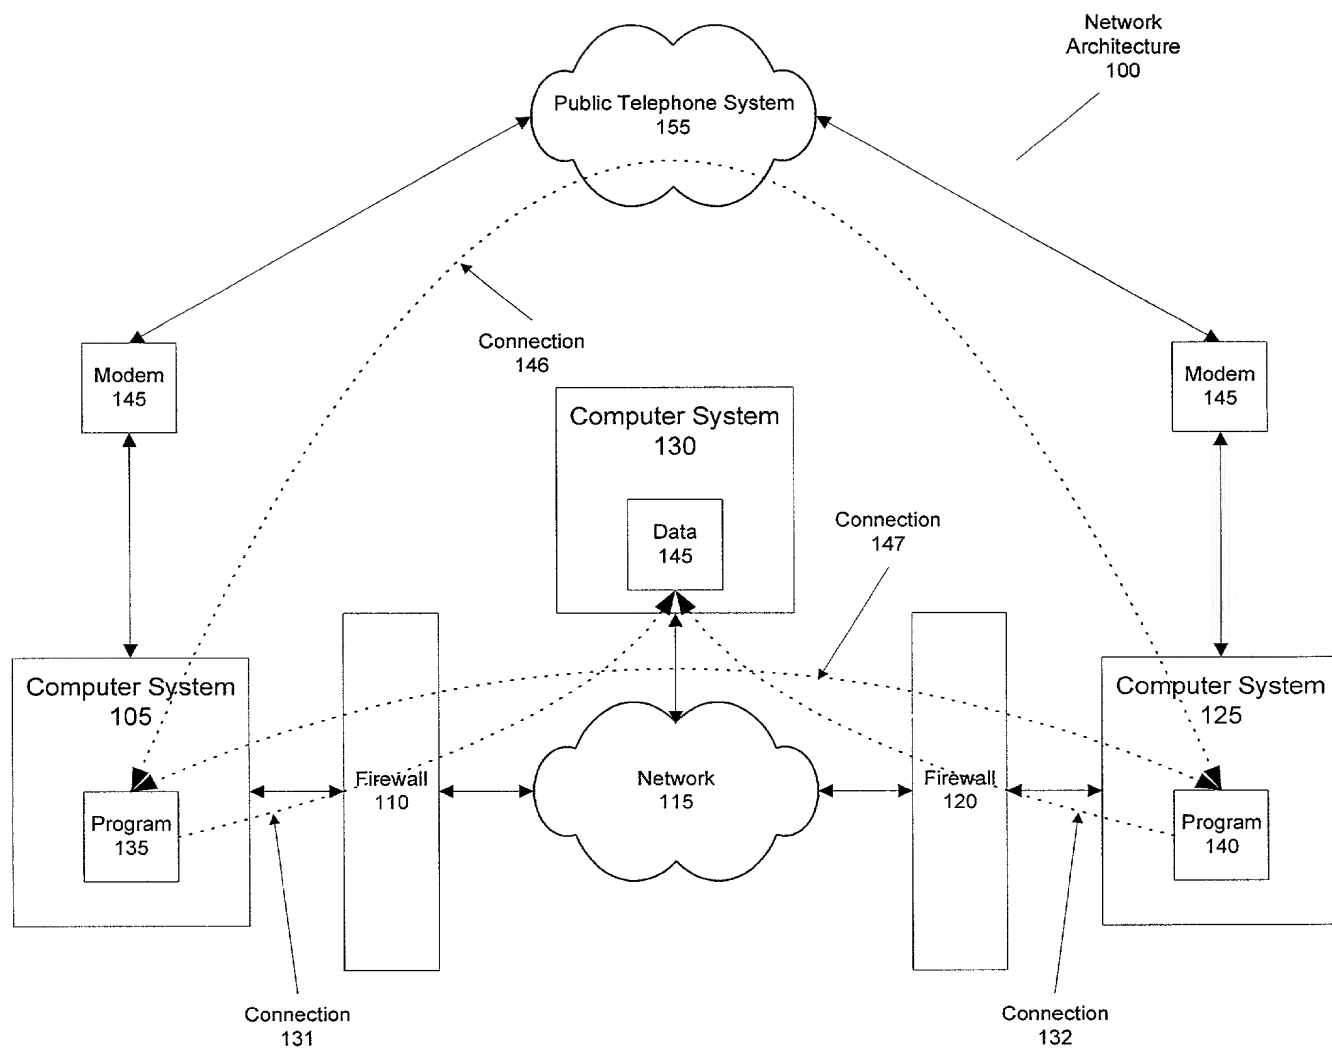 Network
Architecture
100
Public Telephone System
155
Connection
146
Modem
145
Modem
145
Computer System
130
Data
145
Connection
147
Computer System
105
Program
135
Firewall
110
Network
115
Firewall
120
Computer System
125
Program
140
Connection
131
Connection
132